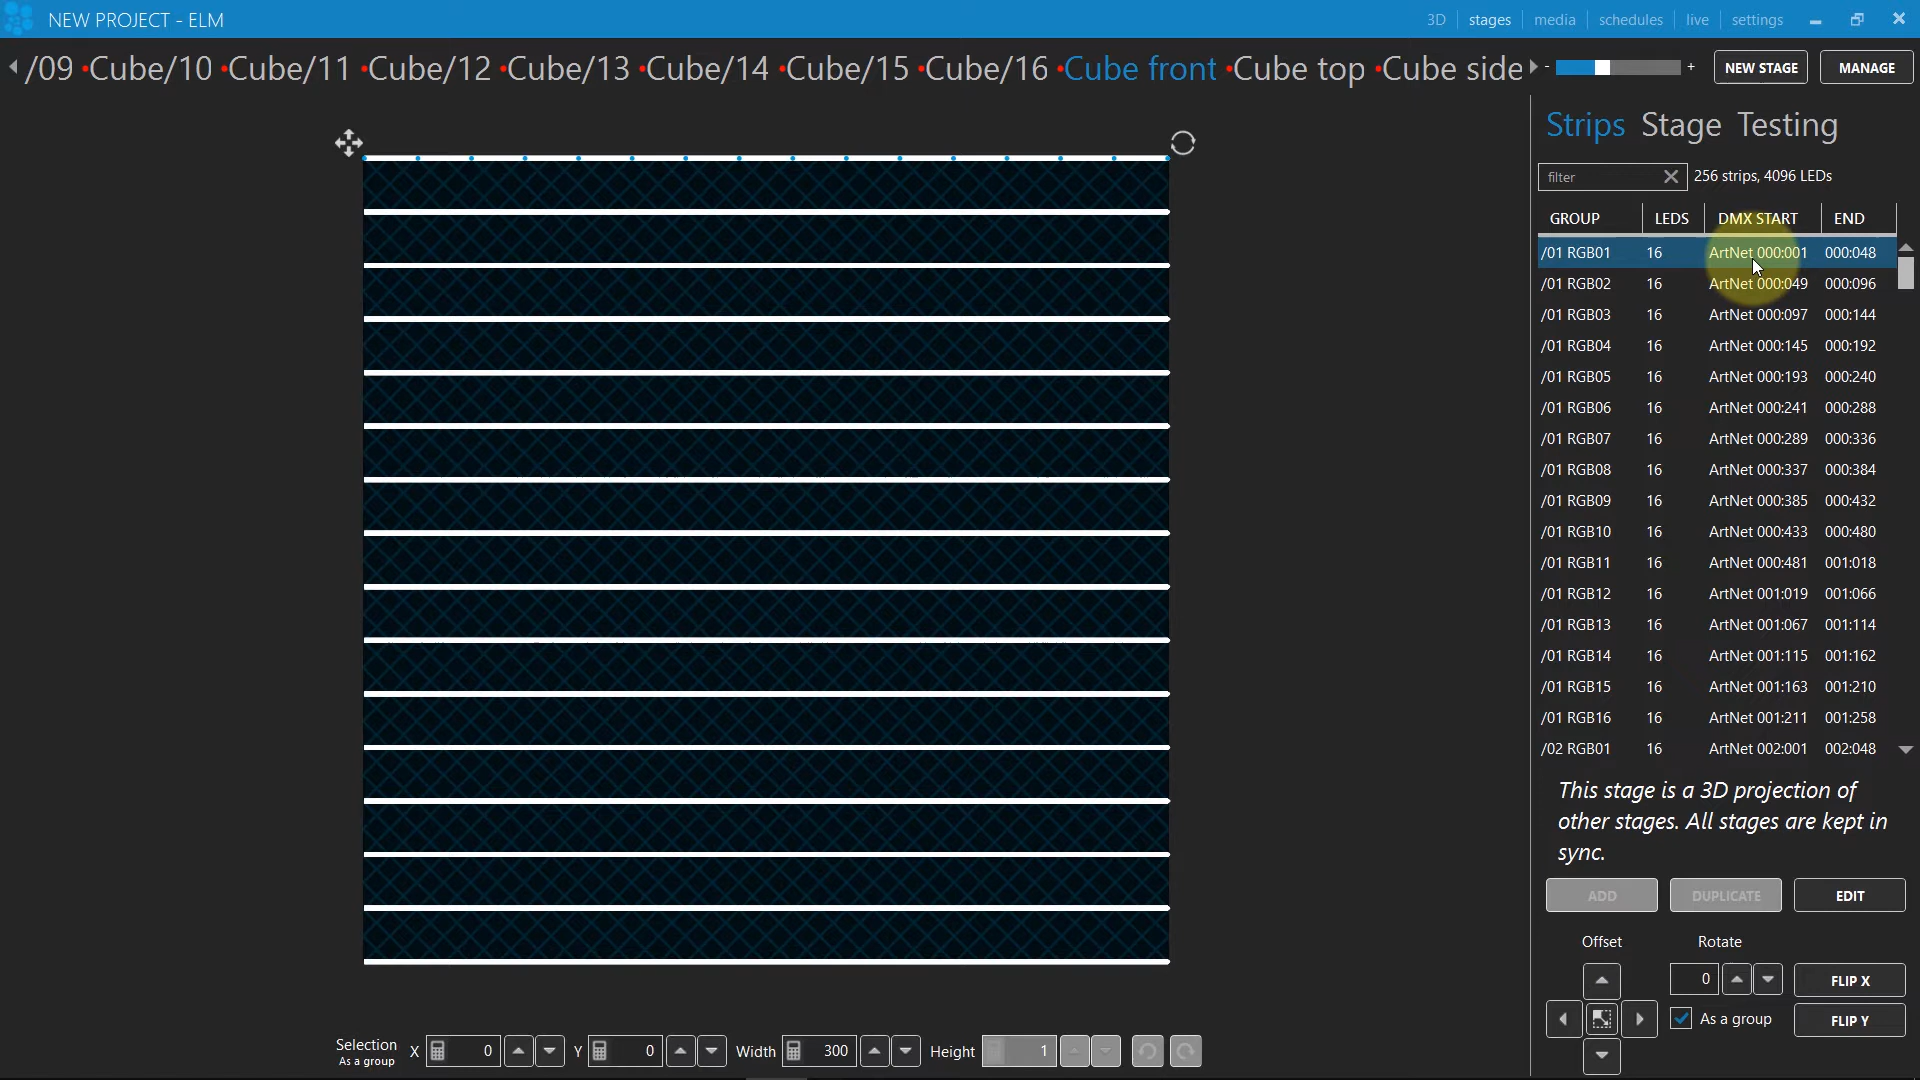 NEW PROJECT - ELM
3D stages media schedules live settings
/09 Cube/10 Cube/11 Cube/12 Cube/13 Cube/14 Cube/15 Cube/16 Cube front Cube top Cube side
- +
NEW STAGE
MANAGE
Strips Stage Testing
filter
256 strips, 4096 LEDs
GROUP LEDS DMX START END
/01 RGB01 16 ArtNet 000:001 000:048
/01 RGB02 16 ArtNet 000:049 000:096
/01 RGB03 16 ArtNet 000:097 000:144
/01 RGB04 16 ArtNet 000:145 000:192
/01 RGB05 16 ArtNet 000:193 000:240
/01 RGB06 16 ArtNet 000:241 000:288
/01 RGB07 16 ArtNet 000:289 000:336
/01 RGB08 16 ArtNet 000:337 000:384
/01 RGB09 16 ArtNet 000:385 000:432
/01 RGB10 16 ArtNet 000:433 000:480
/01 RGB11 16 ArtNet 000:481 001:018
/01 RGB12 16 ArtNet 001:019 001:066
/01 RGB13 16 ArtNet 001:067 001:114
/01 RGB14 16 ArtNet 001:115 001:162
/01 RGB15 16 ArtNet 001:163 001:210
/01 RGB16 16 ArtNet 001:211 001:258
/02 RGB01 16 ArtNet 002:001 002:048
This stage is a 3D projection of
other stages. All stages are kept in
sync.
ADD DUPLICATE EDIT
Offset Rotate
0 FLIP X
As a group FLIP Y
Selection
As a group
X 0 Y 0 Width 300 Height 1